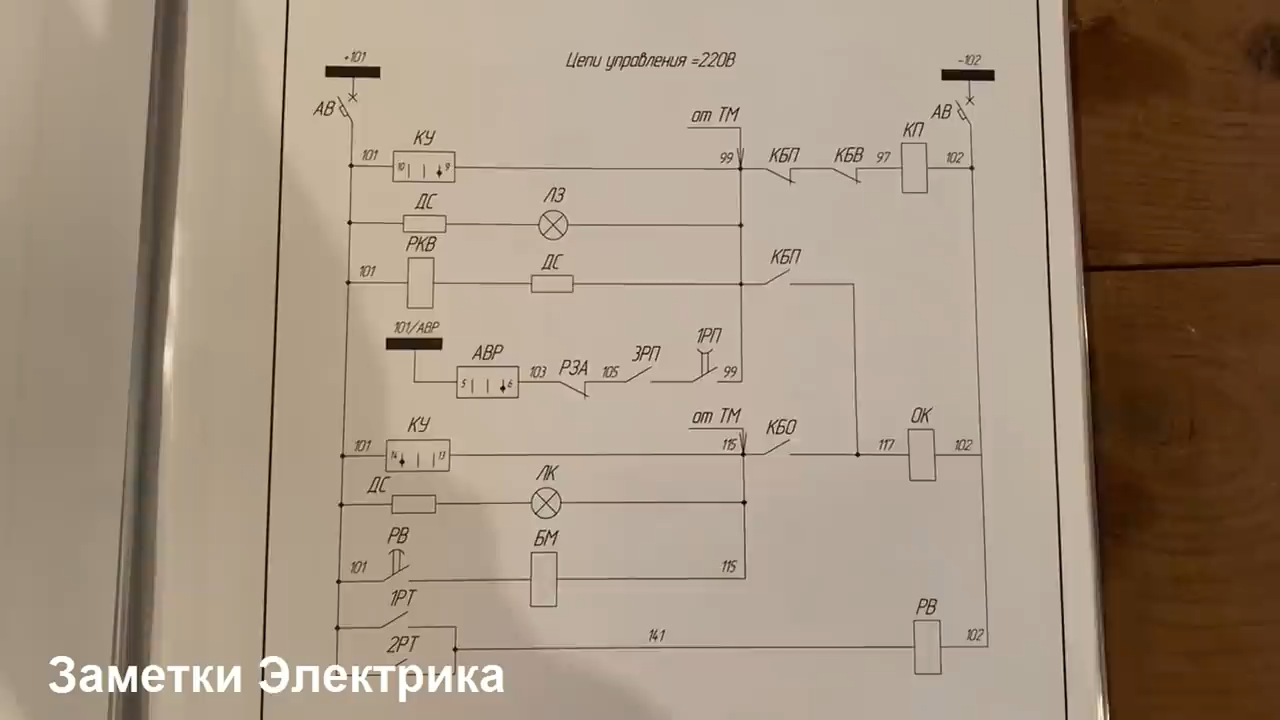 +101
Цепи управления =220В
-102
АВ
от ТМ
АВ
КУ
КП
101
10
9
99
КБП
КБВ
97
102
ДС
ЛЗ
РКВ
101
ДС
КБП
101/АВР
АВР
5
6
103
РЗА
105
3РП
1РП
99
КУ
от ТМ
101
14
13
115
КБО
117
ОК
102
ДС
ЛК
РВ
101
БМ
115
1РТ
2РТ
141
РВ
102
Заметки Электрика